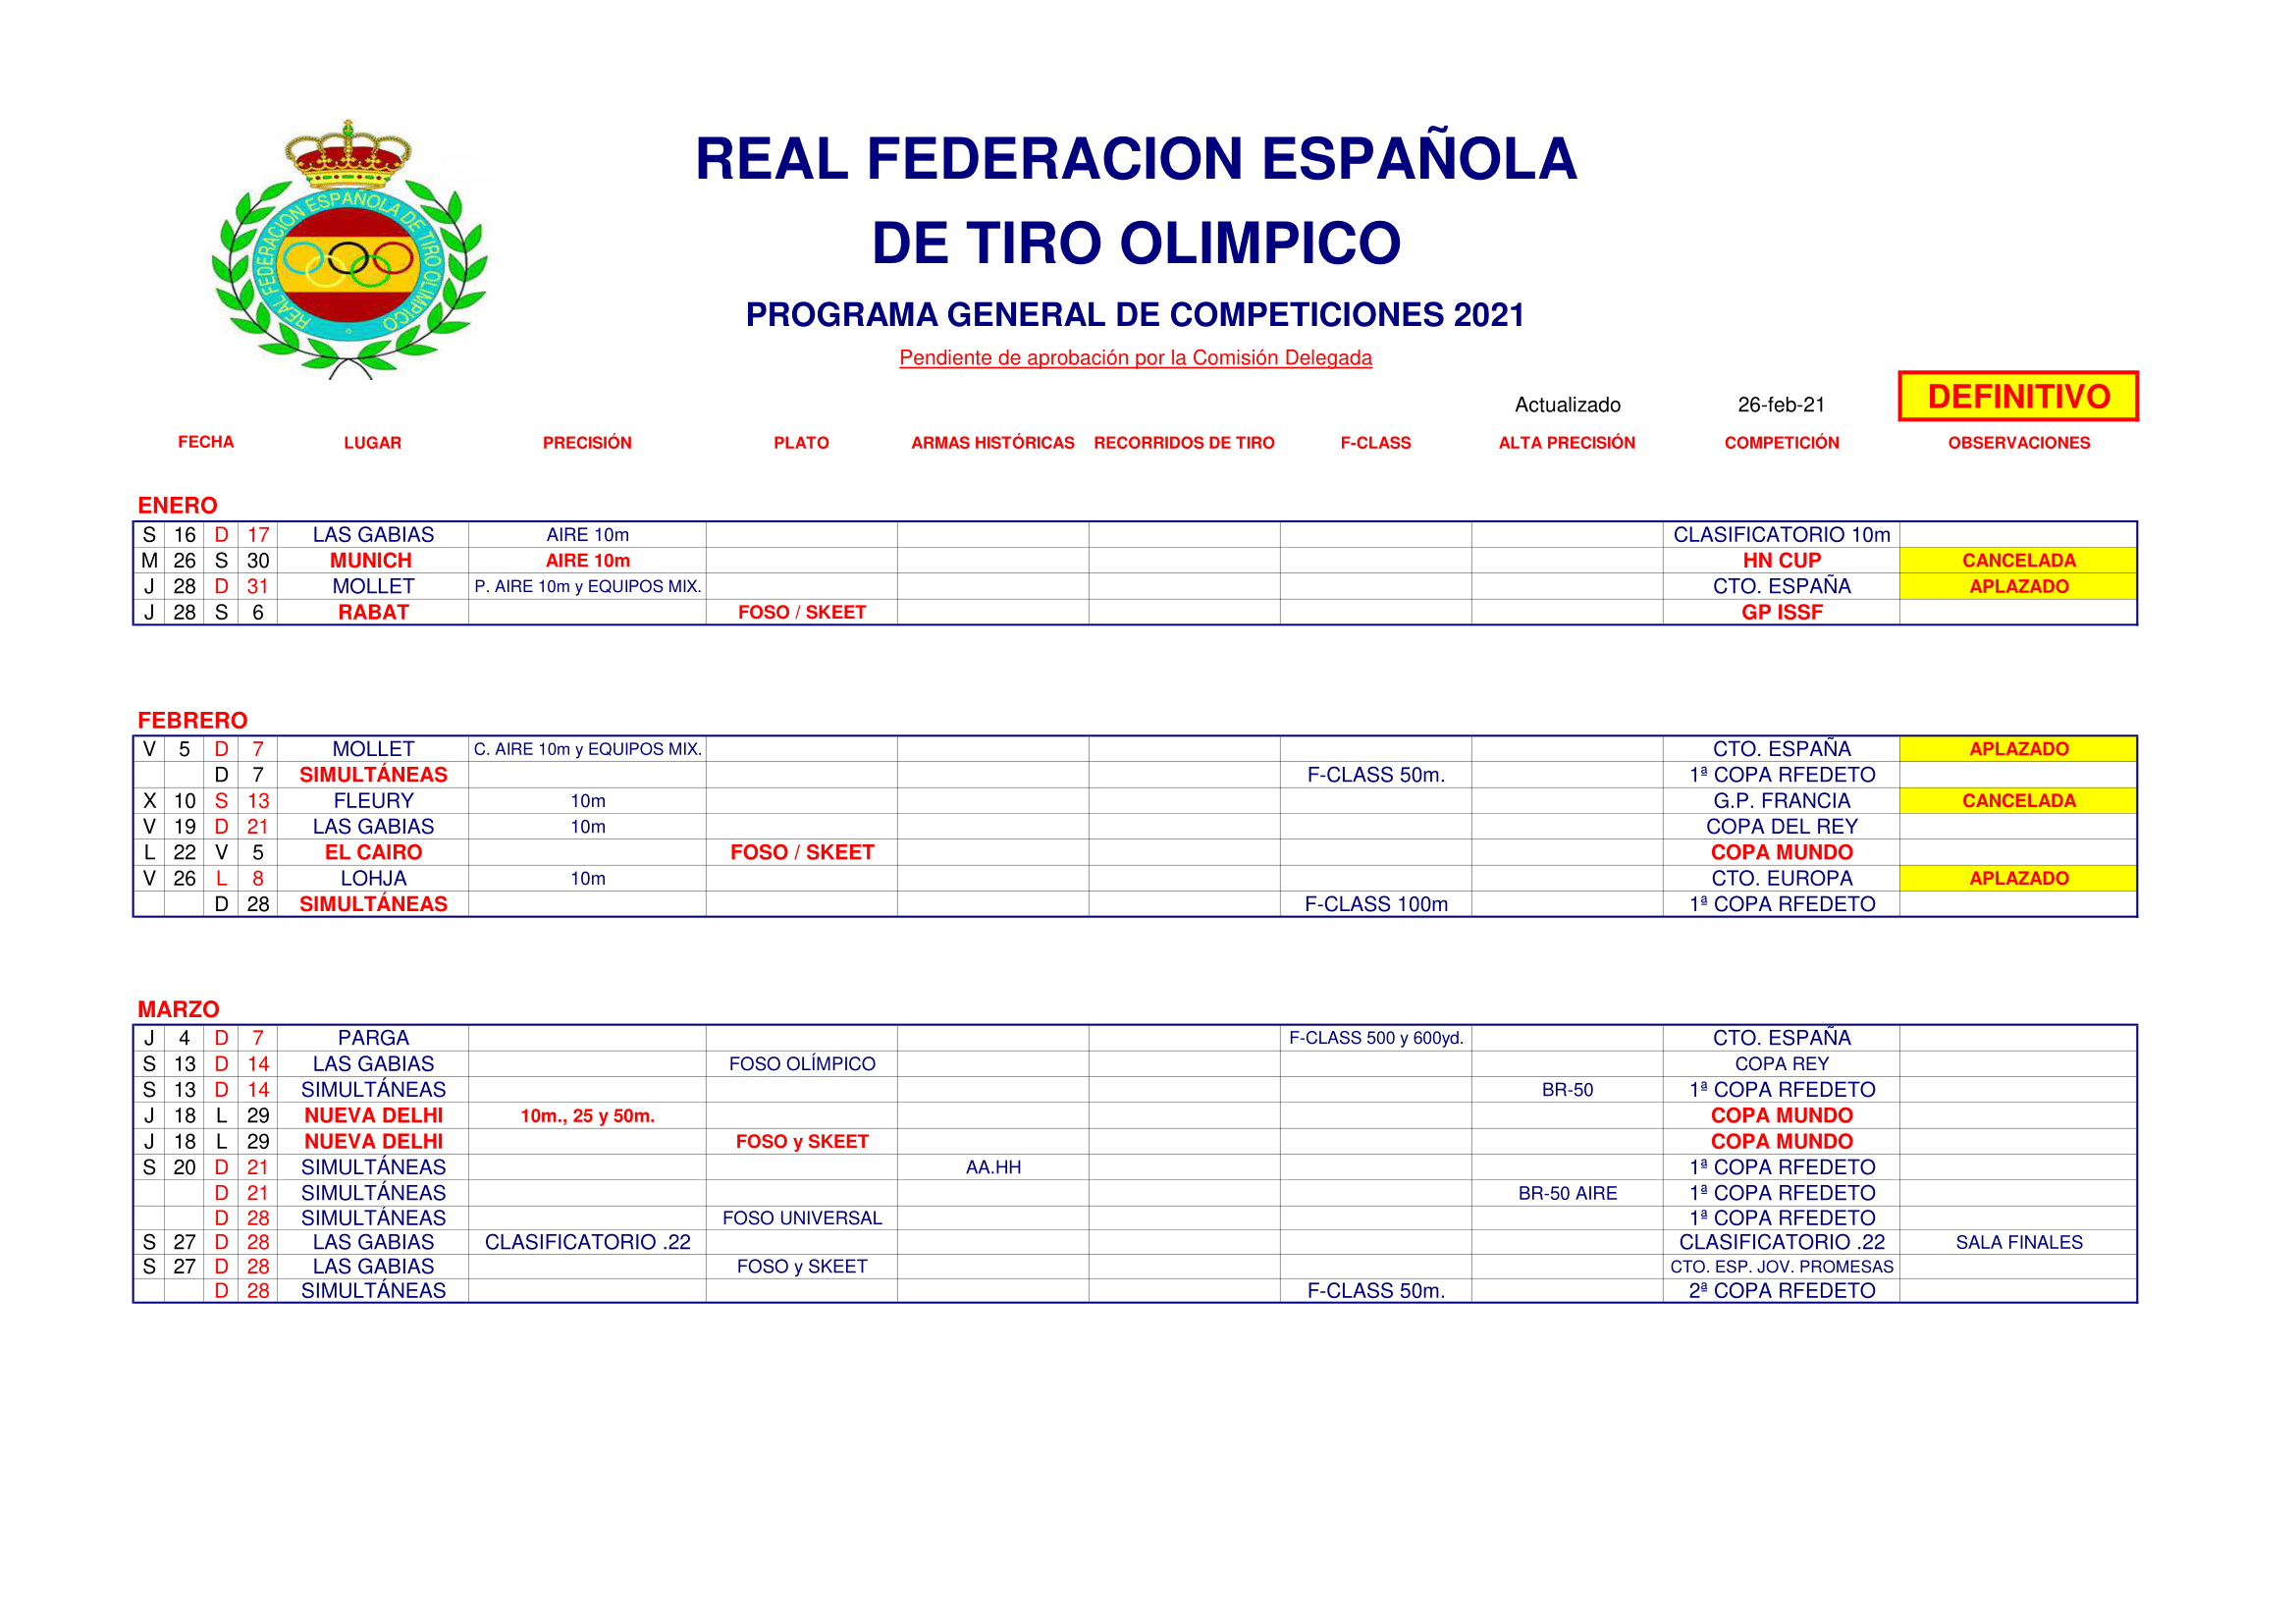 REAL FEDERACION ESPAÑOLA
DE TIRO OLIMPICO
REAL FEDERACION ESPAÑOLA DE TIRO OLIMPICO
PROGRAMA GENERAL DE COMPETICIONES 2021
Pendiente de aprobación por la Comisión Delegada
Actualizado 26-feb-21 DEFINITIVO
FECHA LUGAR PRECISIÓN PLATO ARMAS HISTÓRICAS RECORRIDOS DE TIRO F-CLASS ALTA PRECISIÓN COMPETICIÓN OBSERVACIONES
ENERO
S 16 D 17 LAS GABIAS AIRE 10m CLASIFICATORIO 10m
M 26 S 30 MUNICH AIRE 10m HN CUP CANCELADA
J 28 D 31 MOLLET P. AIRE 10m y EQUIPOS MIX. CTO. ESPAÑA APLAZADO
J 28 S 6 RABAT FOSO / SKEET GP ISSF
FEBRERO
V 5 D 7 MOLLET C. AIRE 10m y EQUIPOS MIX. CTO. ESPAÑA APLAZADO
D 7 SIMULTÁNEAS F-CLASS 50m. 1ª COPA RFEDETO
X 10 S 13 FLEURY 10m G.P. FRANCIA CANCELADA
V 19 D 21 LAS GABIAS 10m COPA DEL REY
L 22 V 5 EL CAIRO FOSO / SKEET COPA MUNDO
V 26 L 8 LOHJA 10m CTO. EUROPA APLAZADO
D 28 SIMULTÁNEAS F-CLASS 100m 1ª COPA RFEDETO
MARZO
J 4 D 7 PARGA F-CLASS 500 y 600yd. CTO. ESPAÑA
S 13 D 14 LAS GABIAS FOSO OLÍMPICO COPA REY
S 13 D 14 SIMULTÁNEAS BR-50 1ª COPA RFEDETO
J 18 L 29 NUEVA DELHI 10m., 25 y 50m. COPA MUNDO
J 18 L 29 NUEVA DELHI FOSO y SKEET COPA MUNDO
S 20 D 21 SIMULTÁNEAS AA.HH 1ª COPA RFEDETO
D 21 SIMULTÁNEAS BR-50 AIRE 1ª COPA RFEDETO
D 28 SIMULTÁNEAS FOSO UNIVERSAL 1ª COPA RFEDETO
S 27 D 28 LAS GABIAS CLASIFICATORIO .22 CLASIFICATORIO .22 SALA FINALES
S 27 D 28 LAS GABIAS FOSO y SKEET CTO. ESP. JOV. PROMESAS
D 28 SIMULTÁNEAS F-CLASS 50m. 2ª COPA RFEDETO